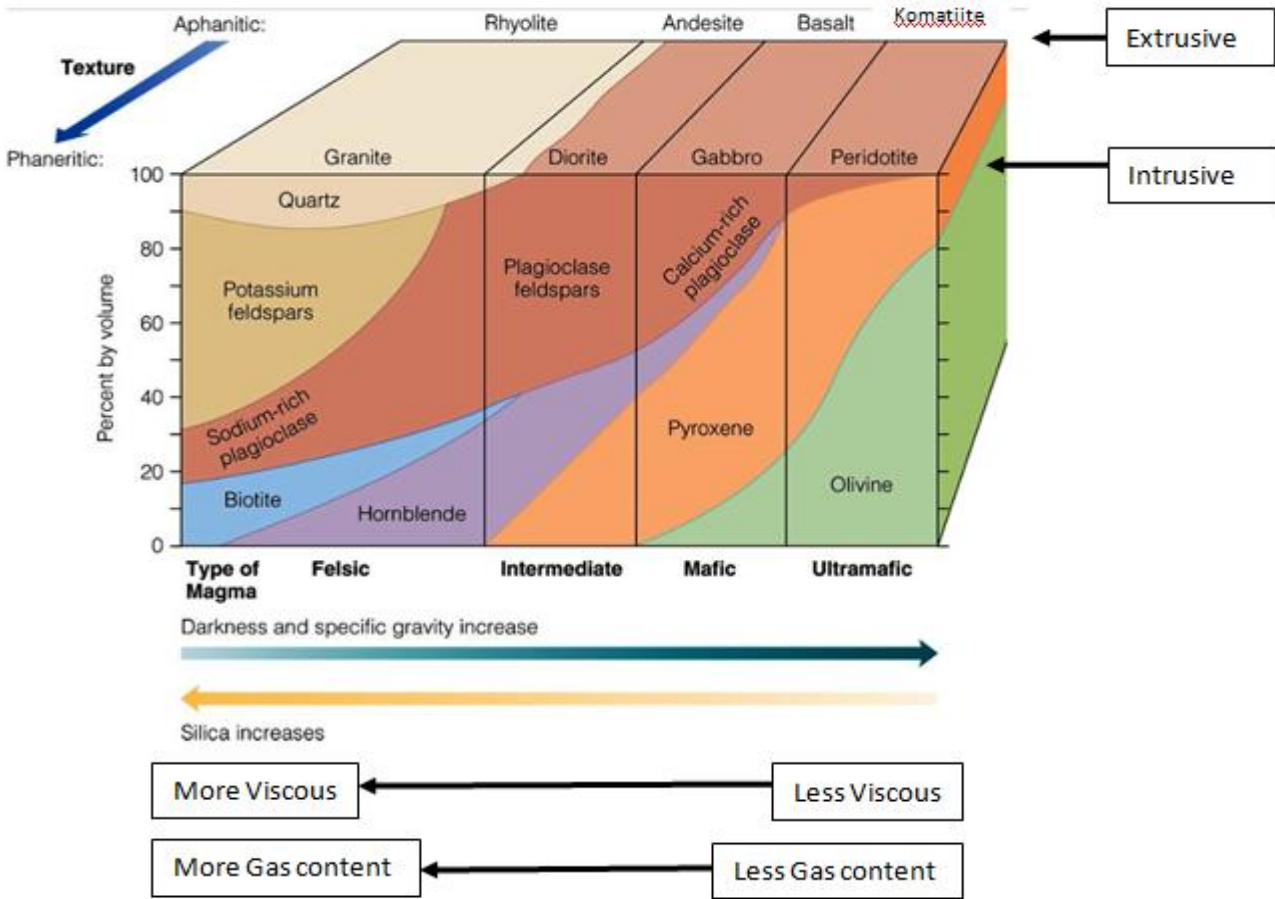 Aphanitic:
Rhyolite
Andesite
Basalt
Komatiite
Extrusive
Texture
Phaneritic:
Granite
Diorite
Gabbro
Peridotite
Intrusive
100
80
60
40
20
0
Percent by volume
Quartz
Potassium
feldspars
Sodium-rich
plagioclase
Biotite
Hornblende
Plagioclase
feldspars
Calcium-rich
plagioclase
Pyroxene
Olivine
Type of
Magma
Felsic
Intermediate
Mafic
Ultramafic
Darkness and specific gravity increase
Silica increases
More Viscous
Less Viscous
More Gas content
Less Gas content